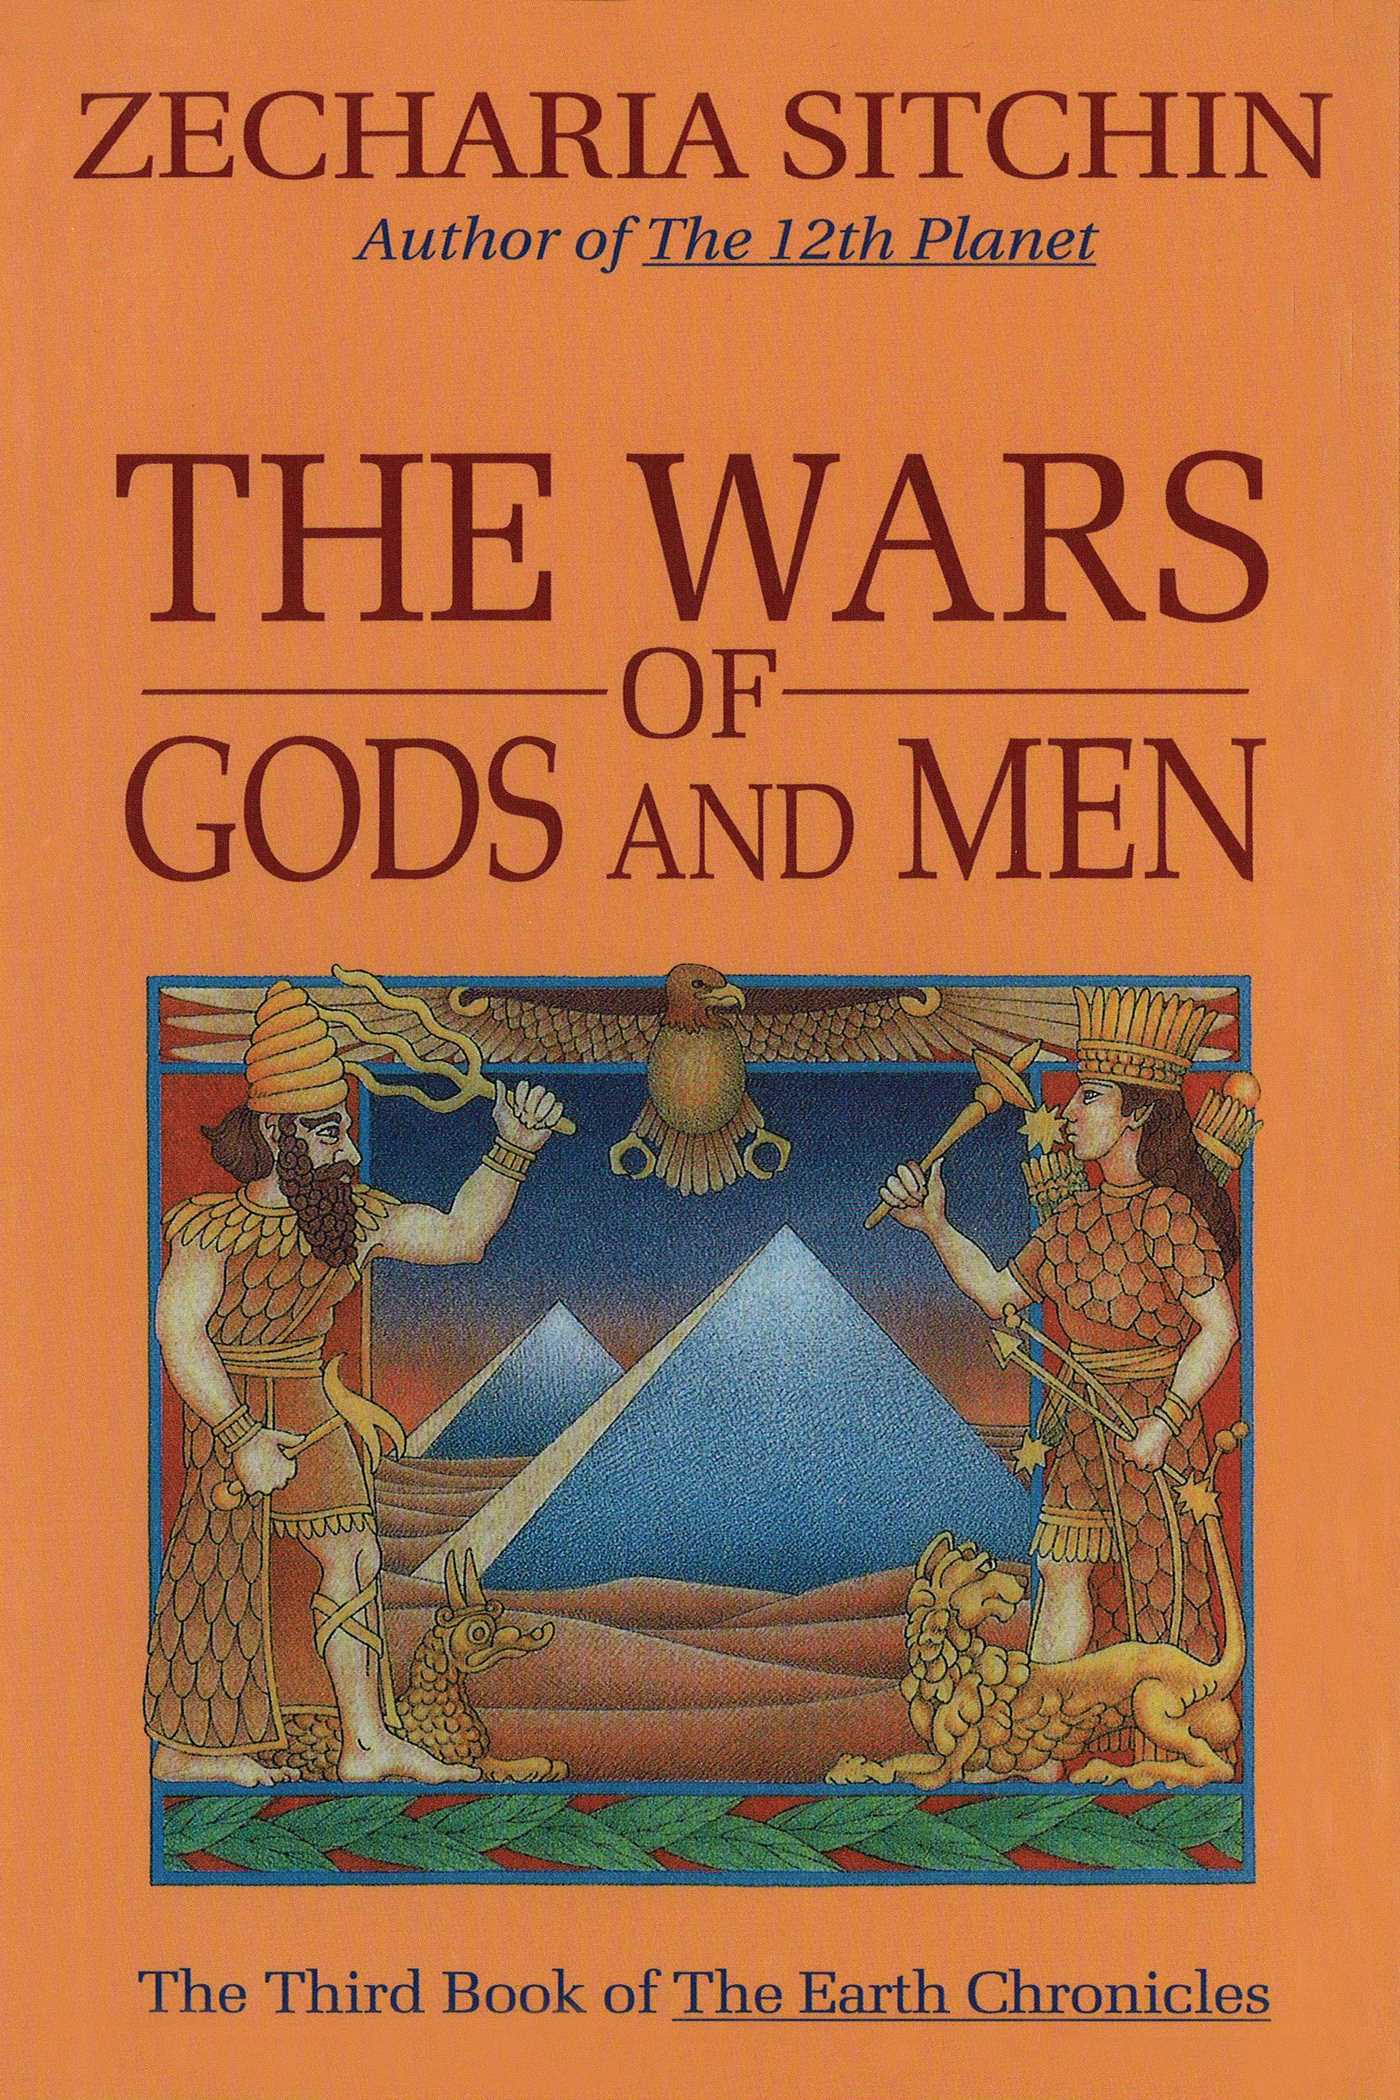 ZECHARIA SITCHIN
Author of The 12th Planet
THE WARS
OF
GODS AND MEN
The Third Book of The Earth Chronicles